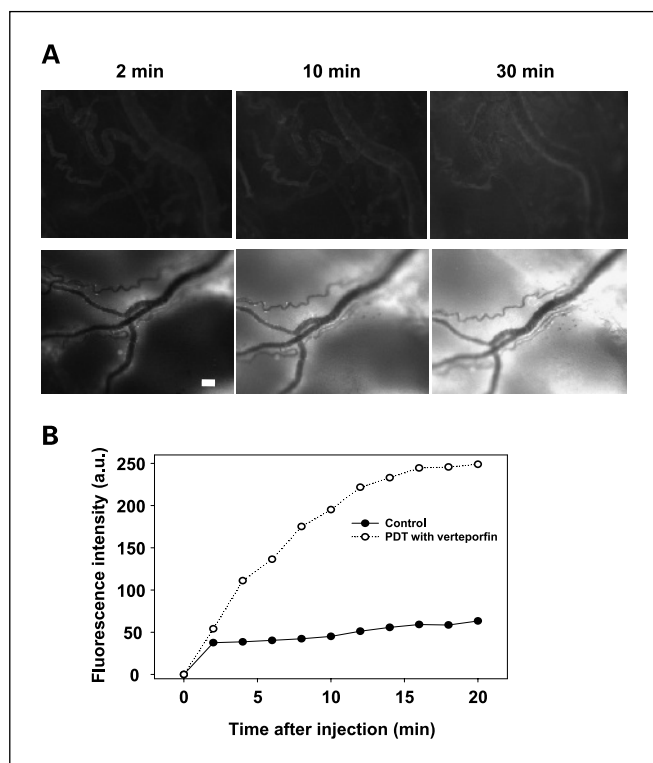 A
2 min 10 min 30 min
B
Fluorescence intensity (a.u.)
250
200
150
100
50
0
Control
PDT with verteporfin
0 5 10 15 20
Time after injection (min)